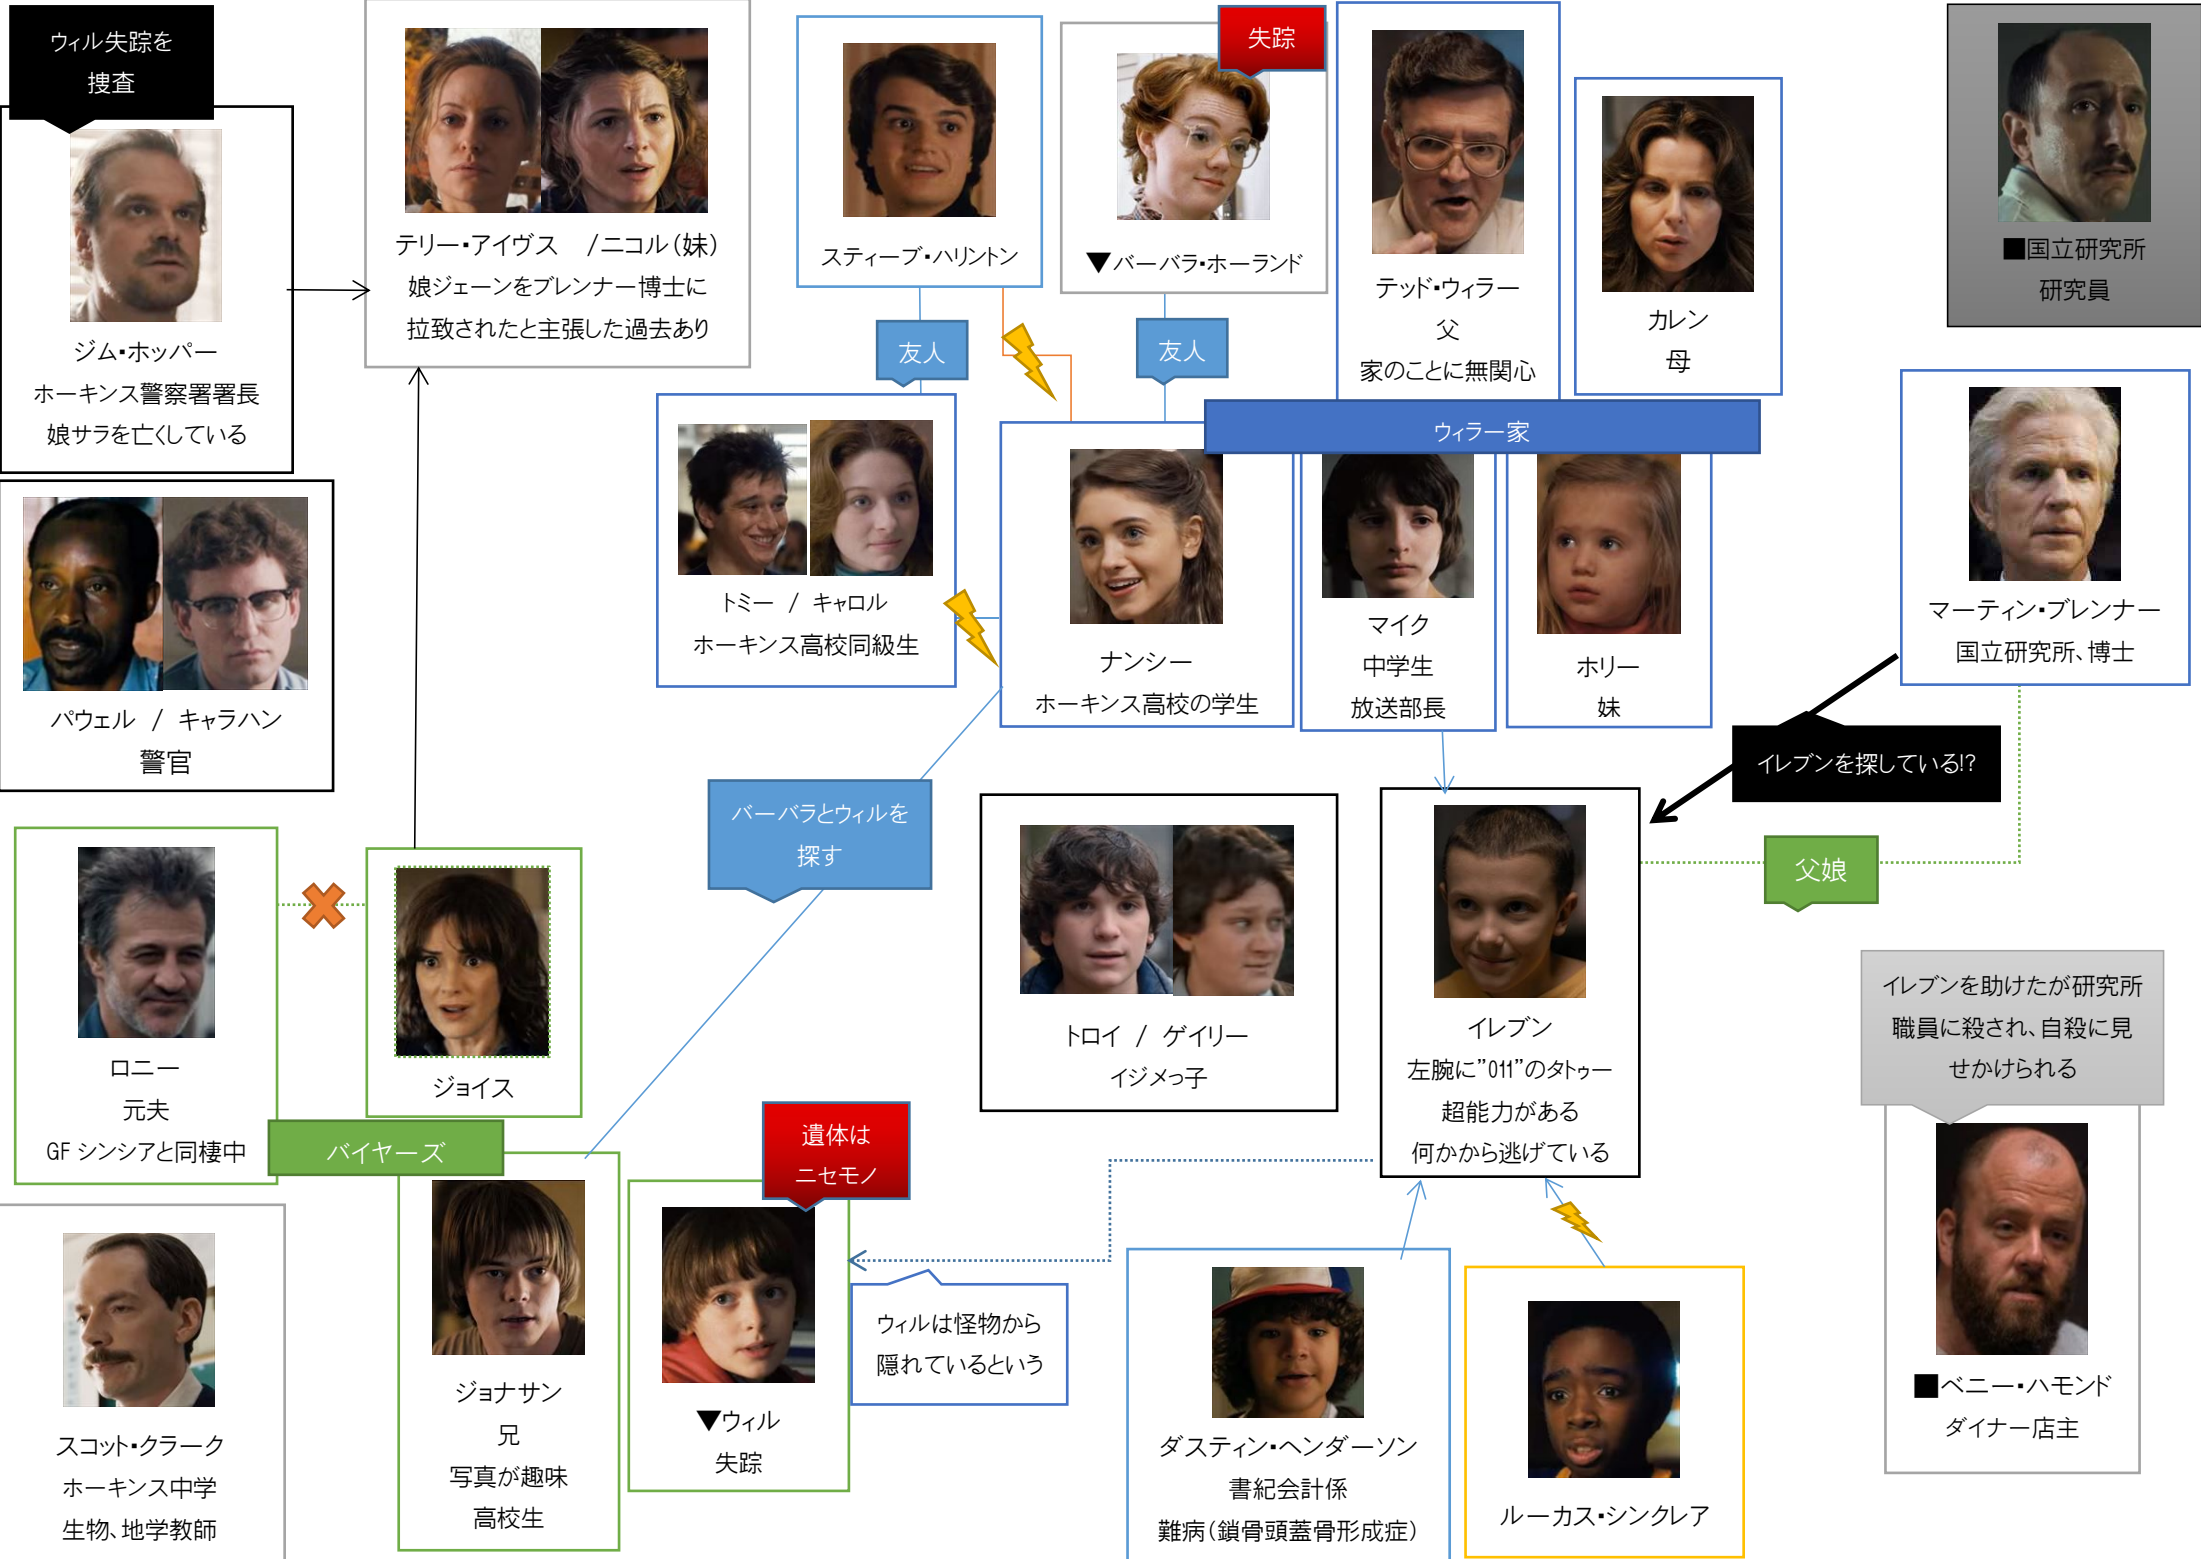 ウィル失踪を
捜査
ジム・ホッパー
ホーキンス警察署署長
娘サラを亡くしている
テリー・アイヴス　/ニコル(妹)
娘ジェーンをブレンナー博士に
拉致されたと主張した過去あり
スティーブ・ハリントン
失踪
▼バーバラ・ホーランド
テッド・ウィラー
父
家のことに無関心
カレン
母
■国立研究所
研究員
友人
友人
ウィラー家
パウェル / キャラハン
警官
トミー / キャロル
ホーキンス高校同級生
ナンシー
ホーキンス高校の学生
マイク
中学生
放送部長
ホリー
妹
マーティン・ブレンナー
国立研究所、博士
イレブンを探している!?
バーバラとウィルを
探す
父娘
ロニー
元夫
GFシンシアと同棲中
ジョイス
バイヤーズ
トロイ / ゲイリー
イジメっ子
イレブン
左腕に"011"のタトゥー
超能力がある
何かから逃げている
イレブンを助けたが研究所
職員に殺され、自殺に見
せかけられる
■ベニー・ハモンド
ダイナー店主
遺体は
ニセモノ
スコット・クラーク
ホーキンス中学
生物、地学教師
ジョナサン
兄
写真が趣味
高校生
▼ウィル
失踪
ウィルは怪物から
隠れているという
ダスティン・ヘンダーソン
書紀会計係
難病(鎖骨頭蓋骨形成症)
ルーカス・シンクレア